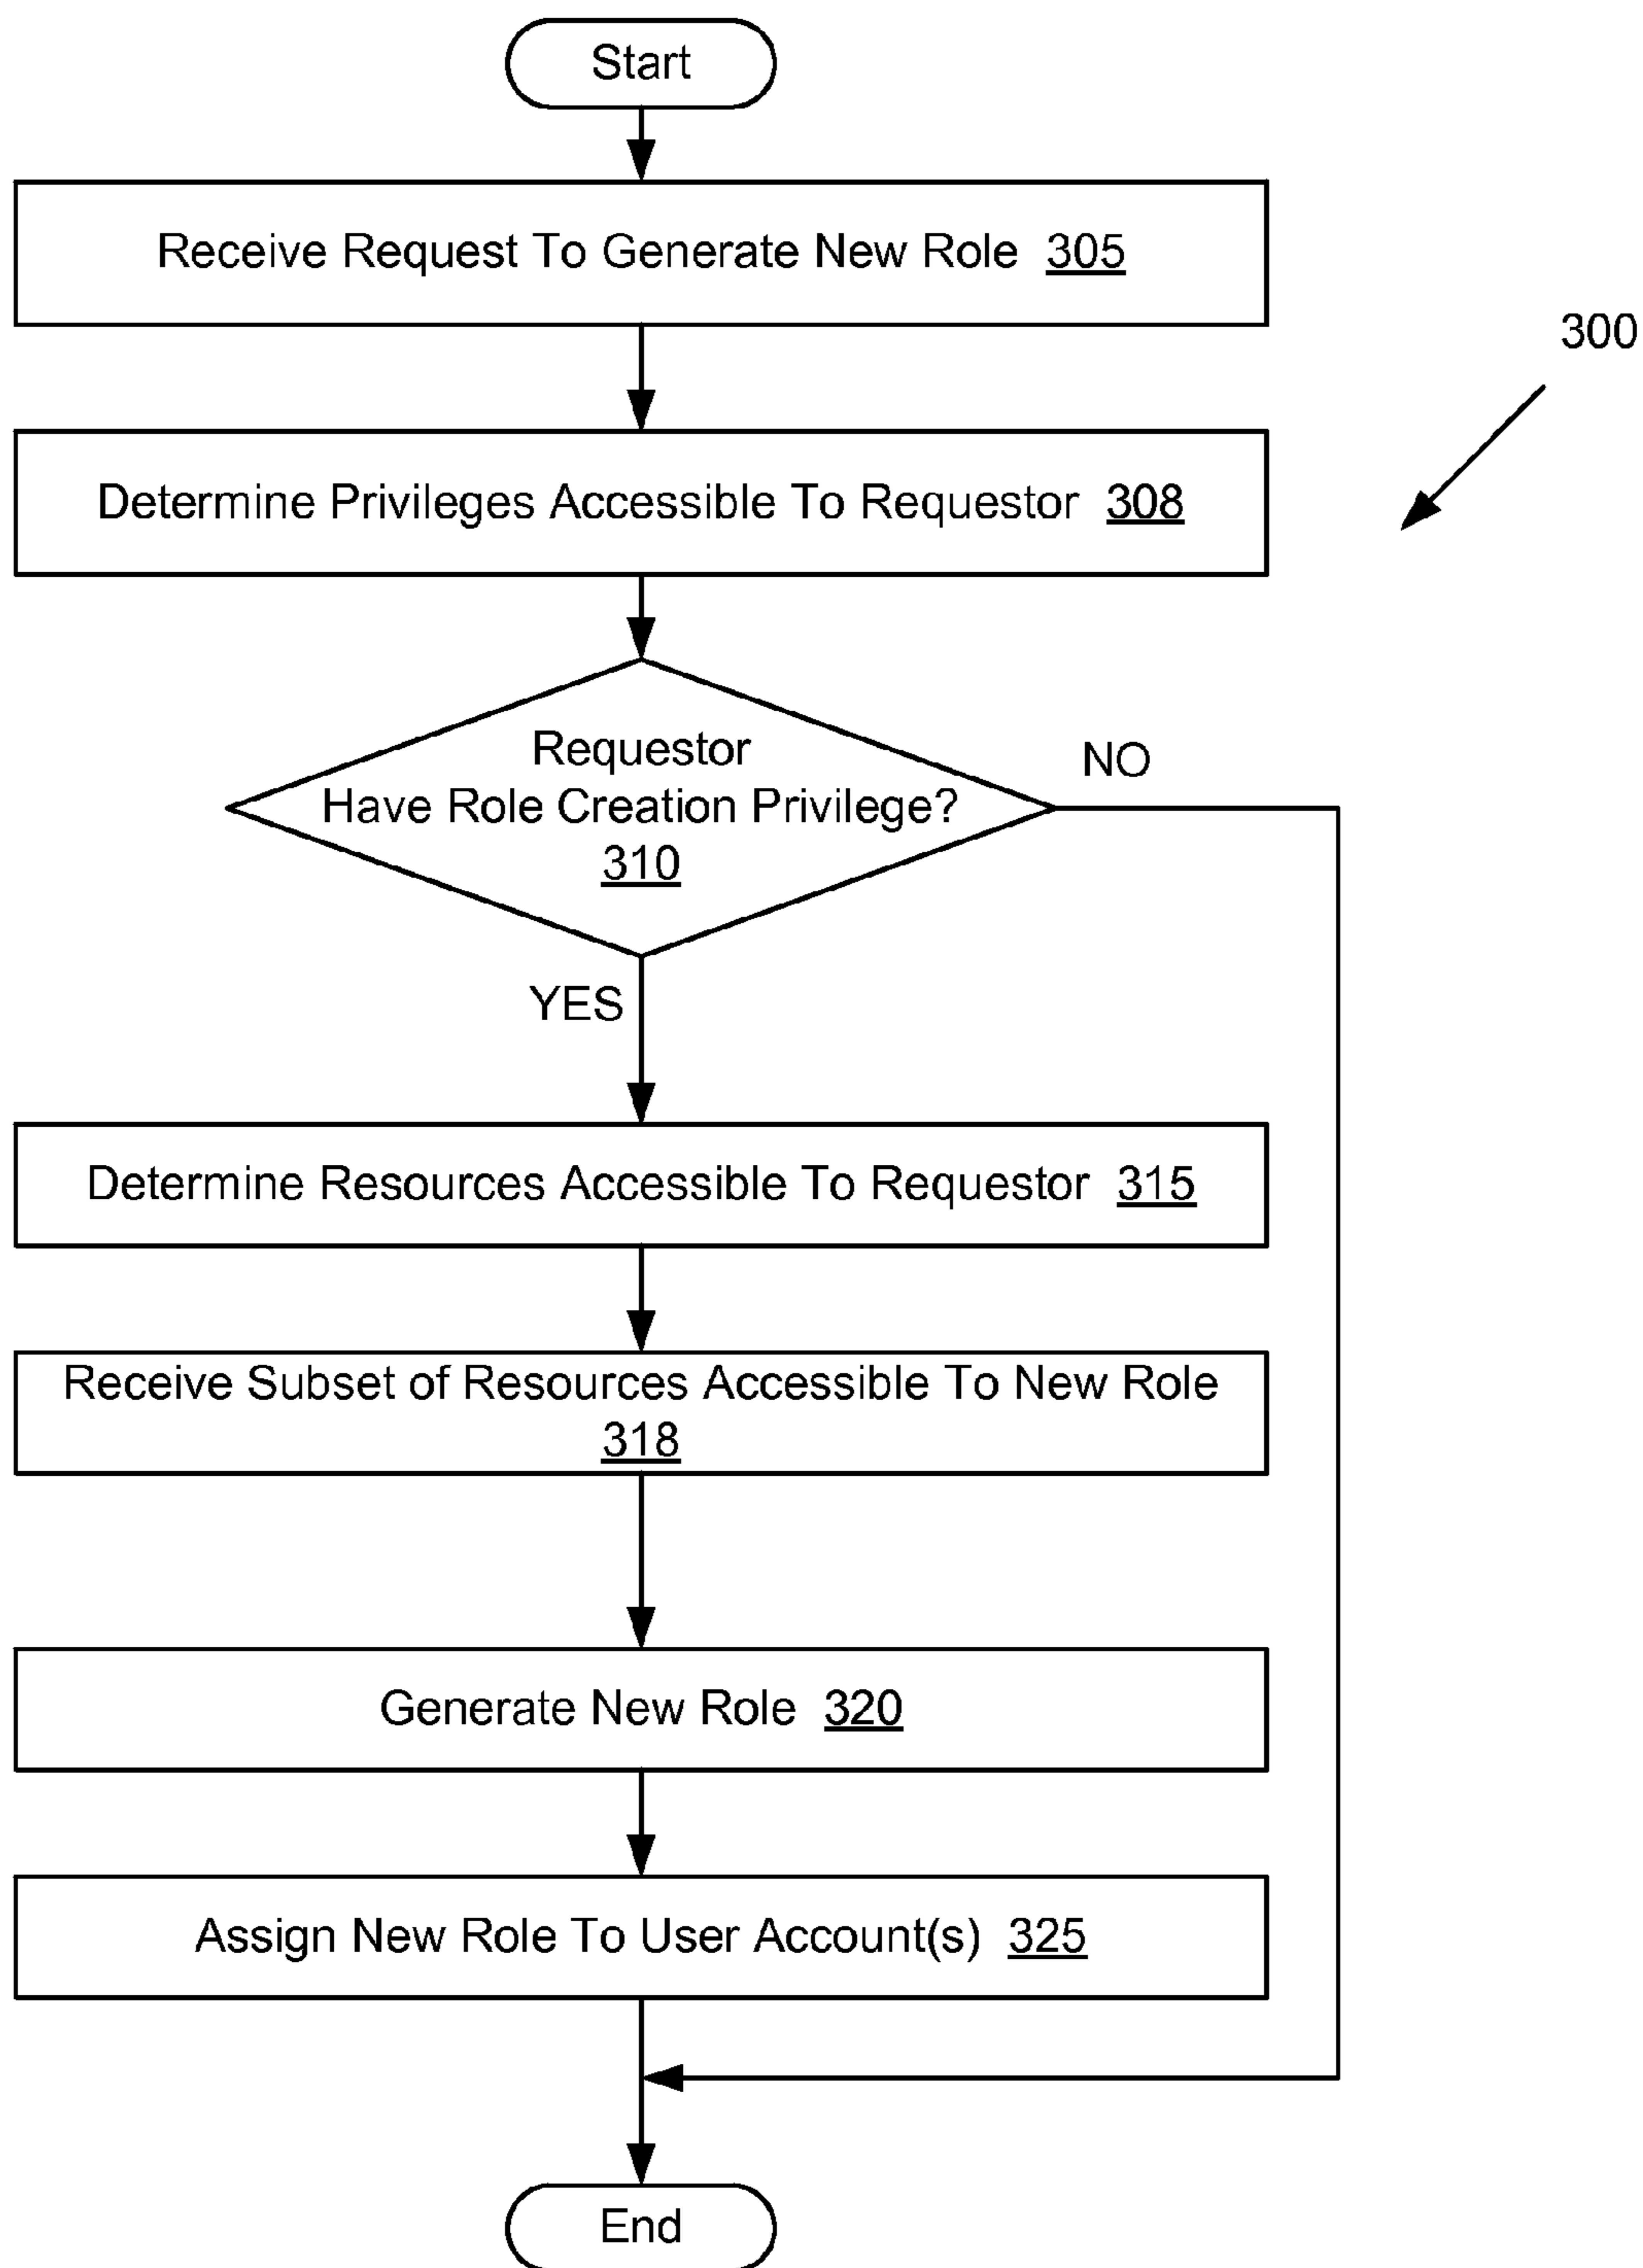 Start
Receive Request To Generate New Role 305
300
Determine Privileges Accessible To Requestor 308
Requestor
Have Role Creation Privilege?
310
NO
YES
Determine Resources Accessible To Requestor 315
Receive Subset of Resources Accessible To New Role
318
Generate New Role 320
Assign New Role To User Account(s) 325
End